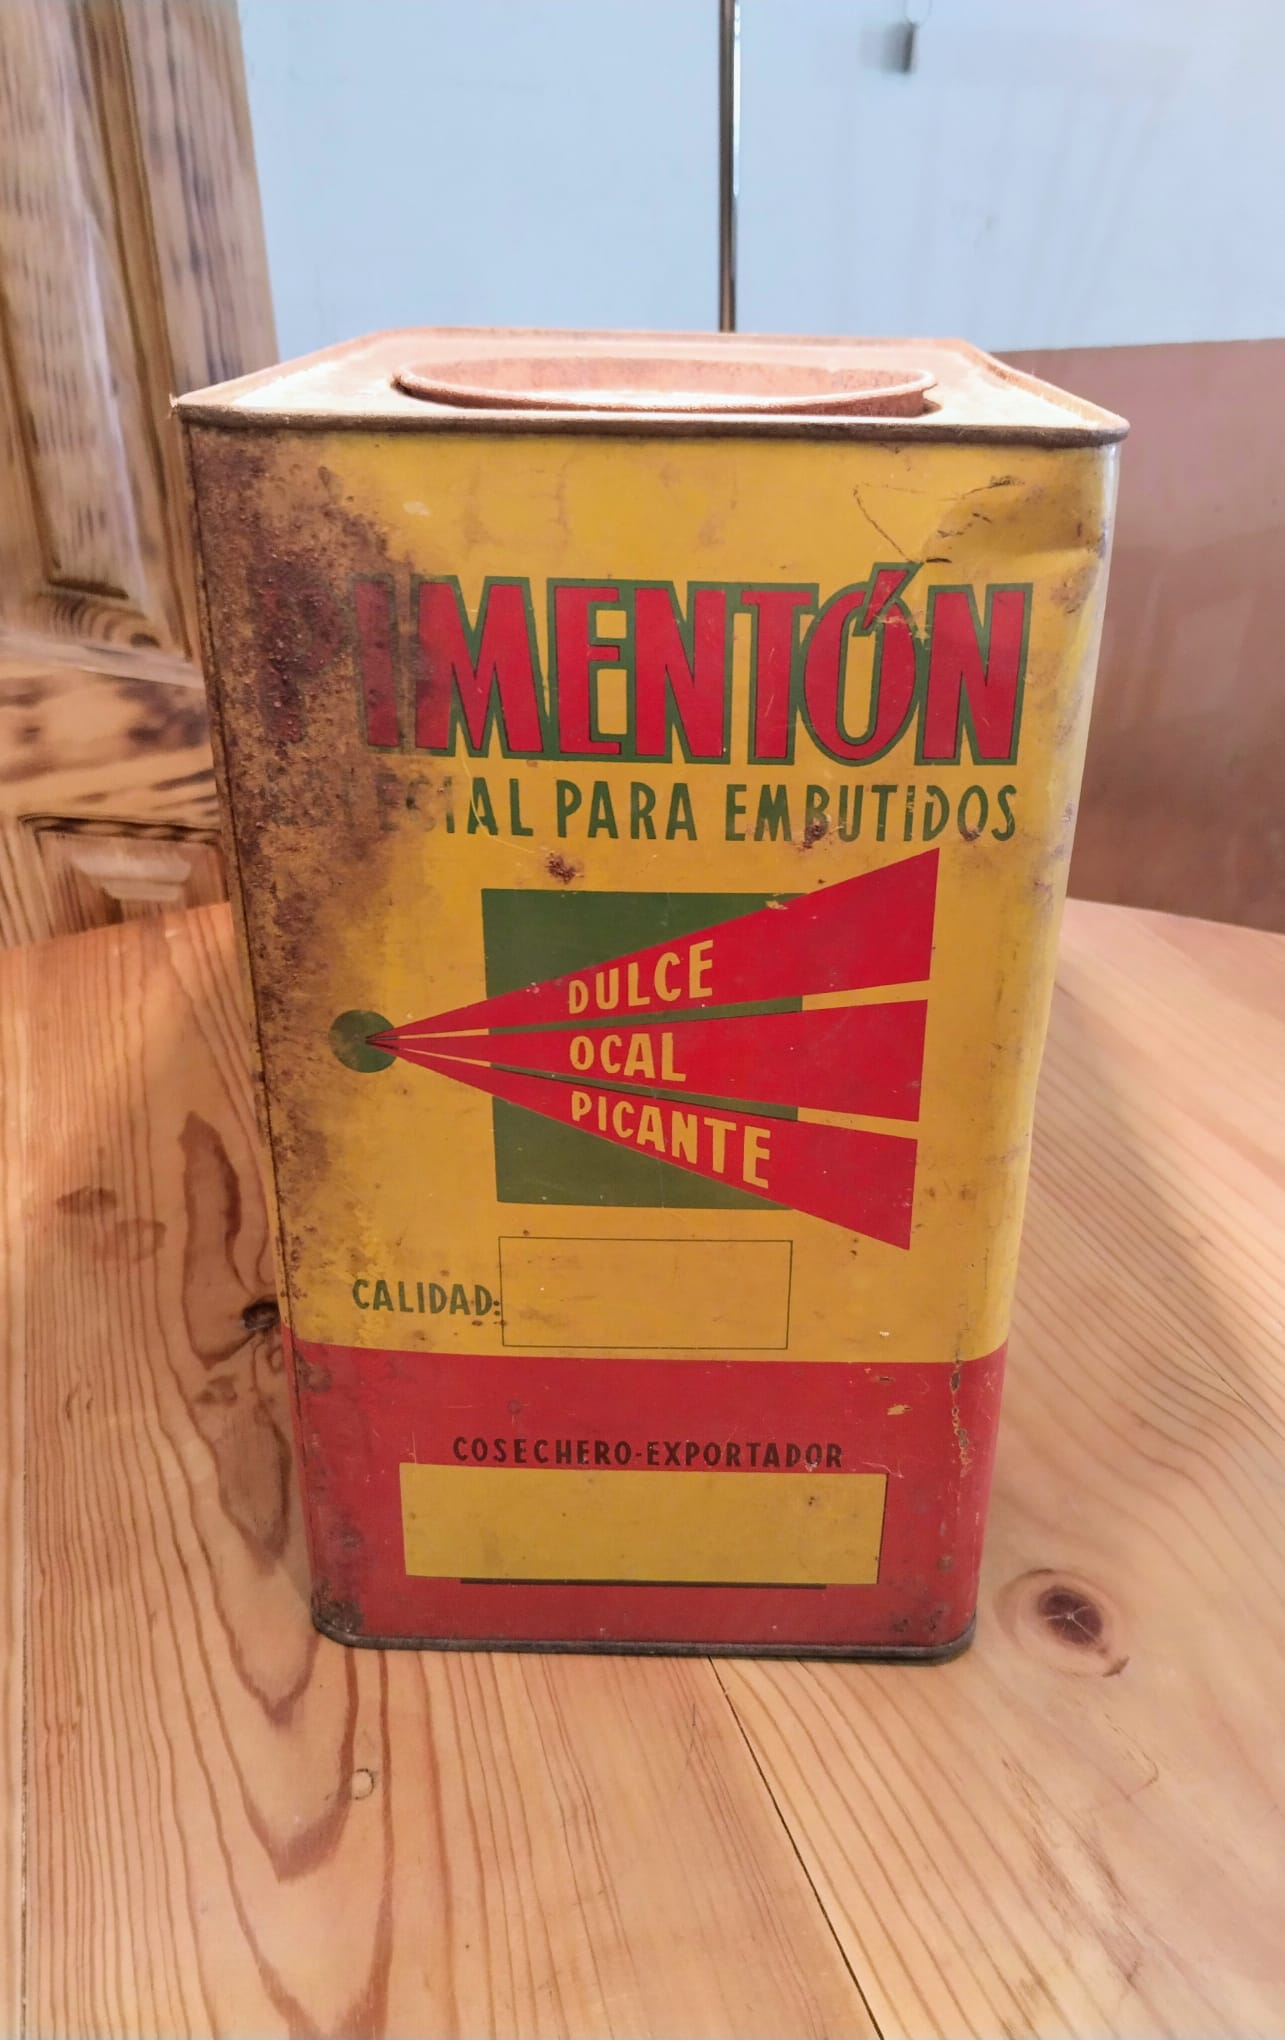 PIMENTÓN
ESPECIAL PARA EMBUTIDOS
DULCE
OCAL
PICANTE
CALIDAD:
COSECHERO-EXPORTADOR